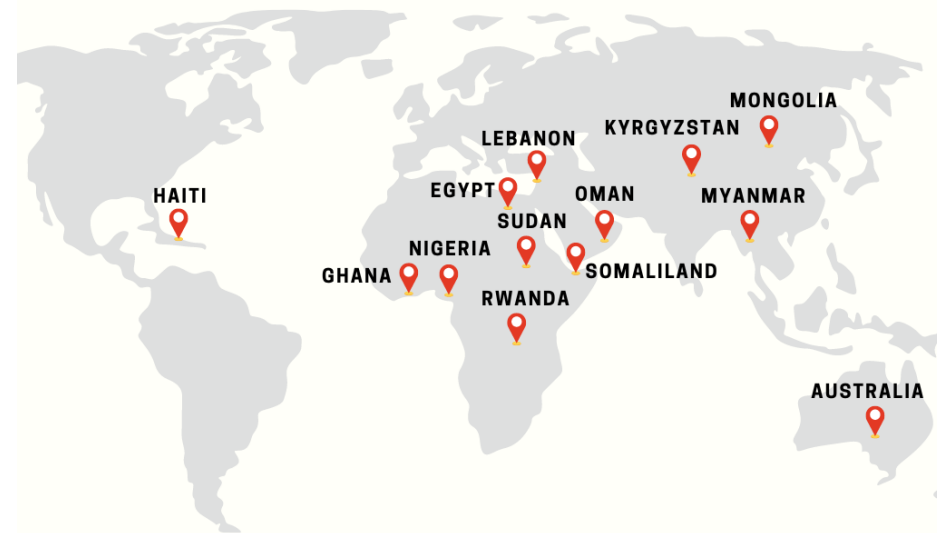 MONGOLIA
KYRGYZSTAN
LEBANON
EGYPT
OMAN
HAITI
MYANMAR
SUDAN
NIGERIA
GHANA
SOMALILAND
RWANDA
AUSTRALIA